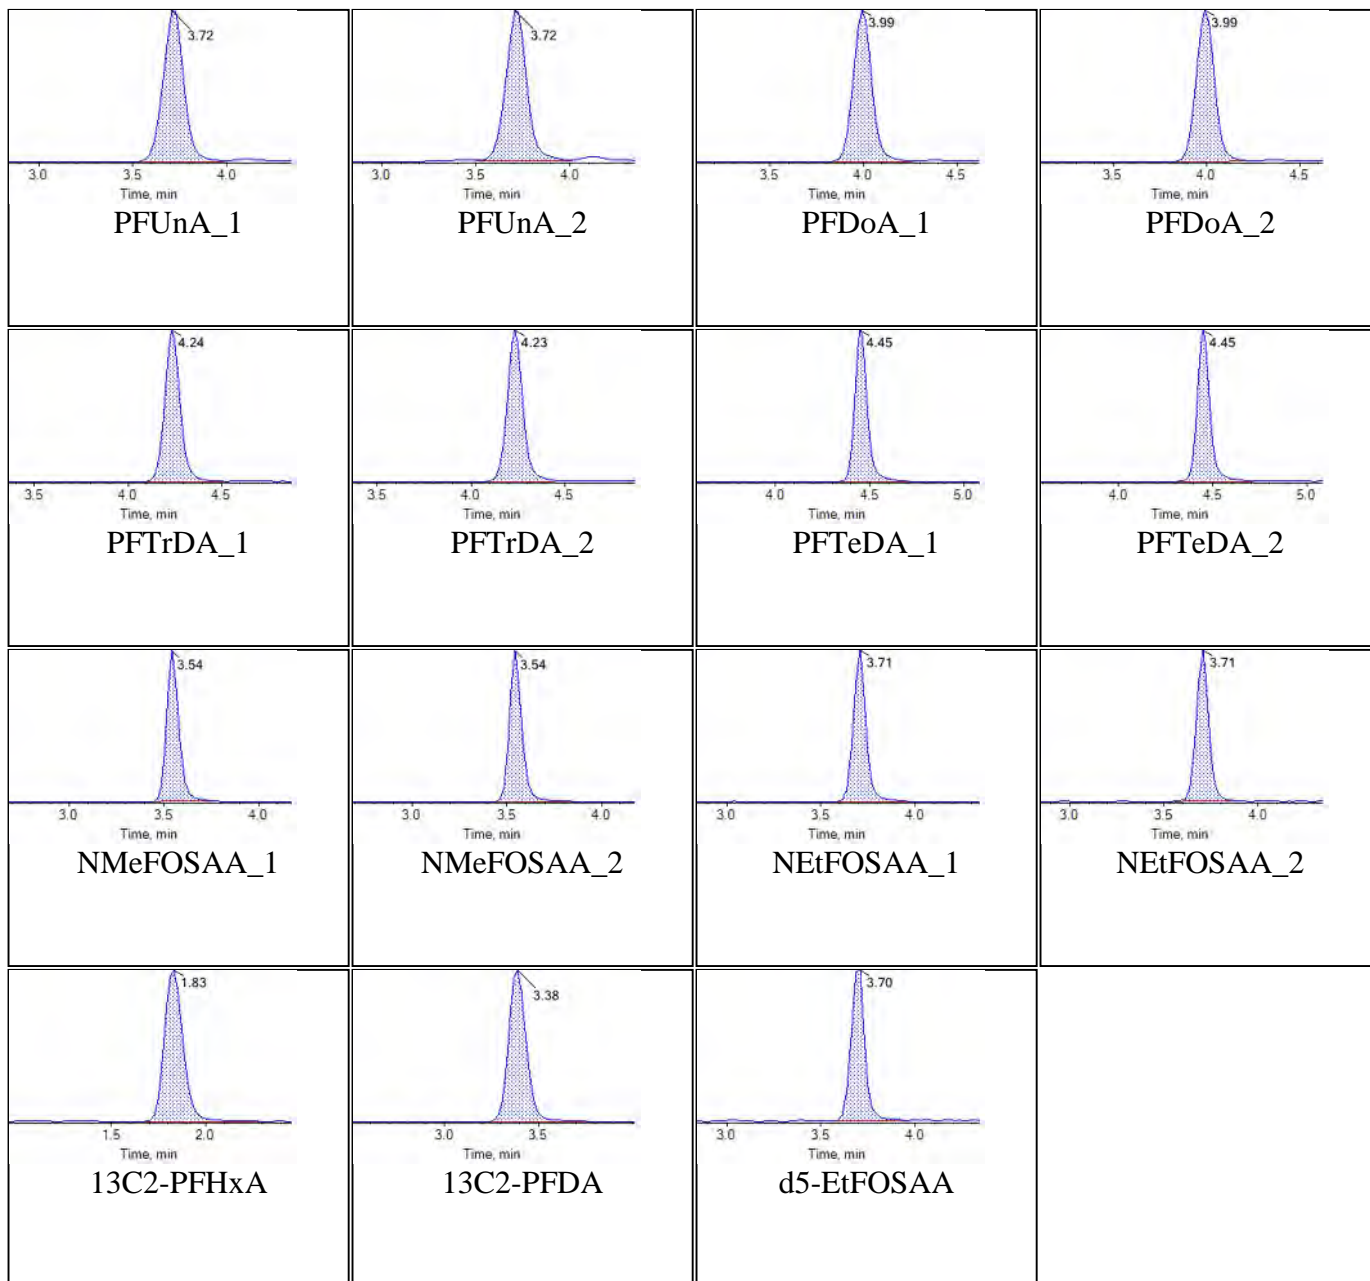 3.72
3.0 3.5 4.0
Time, min
PFUnA_1
3.72
3.0 3.5 4.0
Time, min
PFUnA_2
3.99
3.5 4.0 4.5
Time, min
PFDoA_1
3.99
3.5 4.0 4.5
Time, min
PFDoA_2
4.24
3.5 4.0 4.5
Time, min
PFTrDA_1
4.23
3.5 4.0 4.5
Time, min
PFTrDA_2
4.45
4.0 4.5 5.0
Time, min
PFTeDA_1
4.45
4.0 4.5 5.0
Time, min
PFTeDA_2
3.54
3.0 3.5 4.0
Time, min
NMeFOSAA_1
3.54
3.0 3.5 4.0
Time, min
NMeFOSAA_2
3.71
3.0 3.5 4.0
Time, min
NEtFOSAA_1
3.71
3.0 3.5 4.0
Time, min
NEtFOSAA_2
1.83
1.5 2.0
Time, min
13C2-PFHxA
3.38
3.0 3.5
Time, min
13C2-PFDA
3.70
3.0 3.5 4.0
Time, min
d5-EtFOSAA